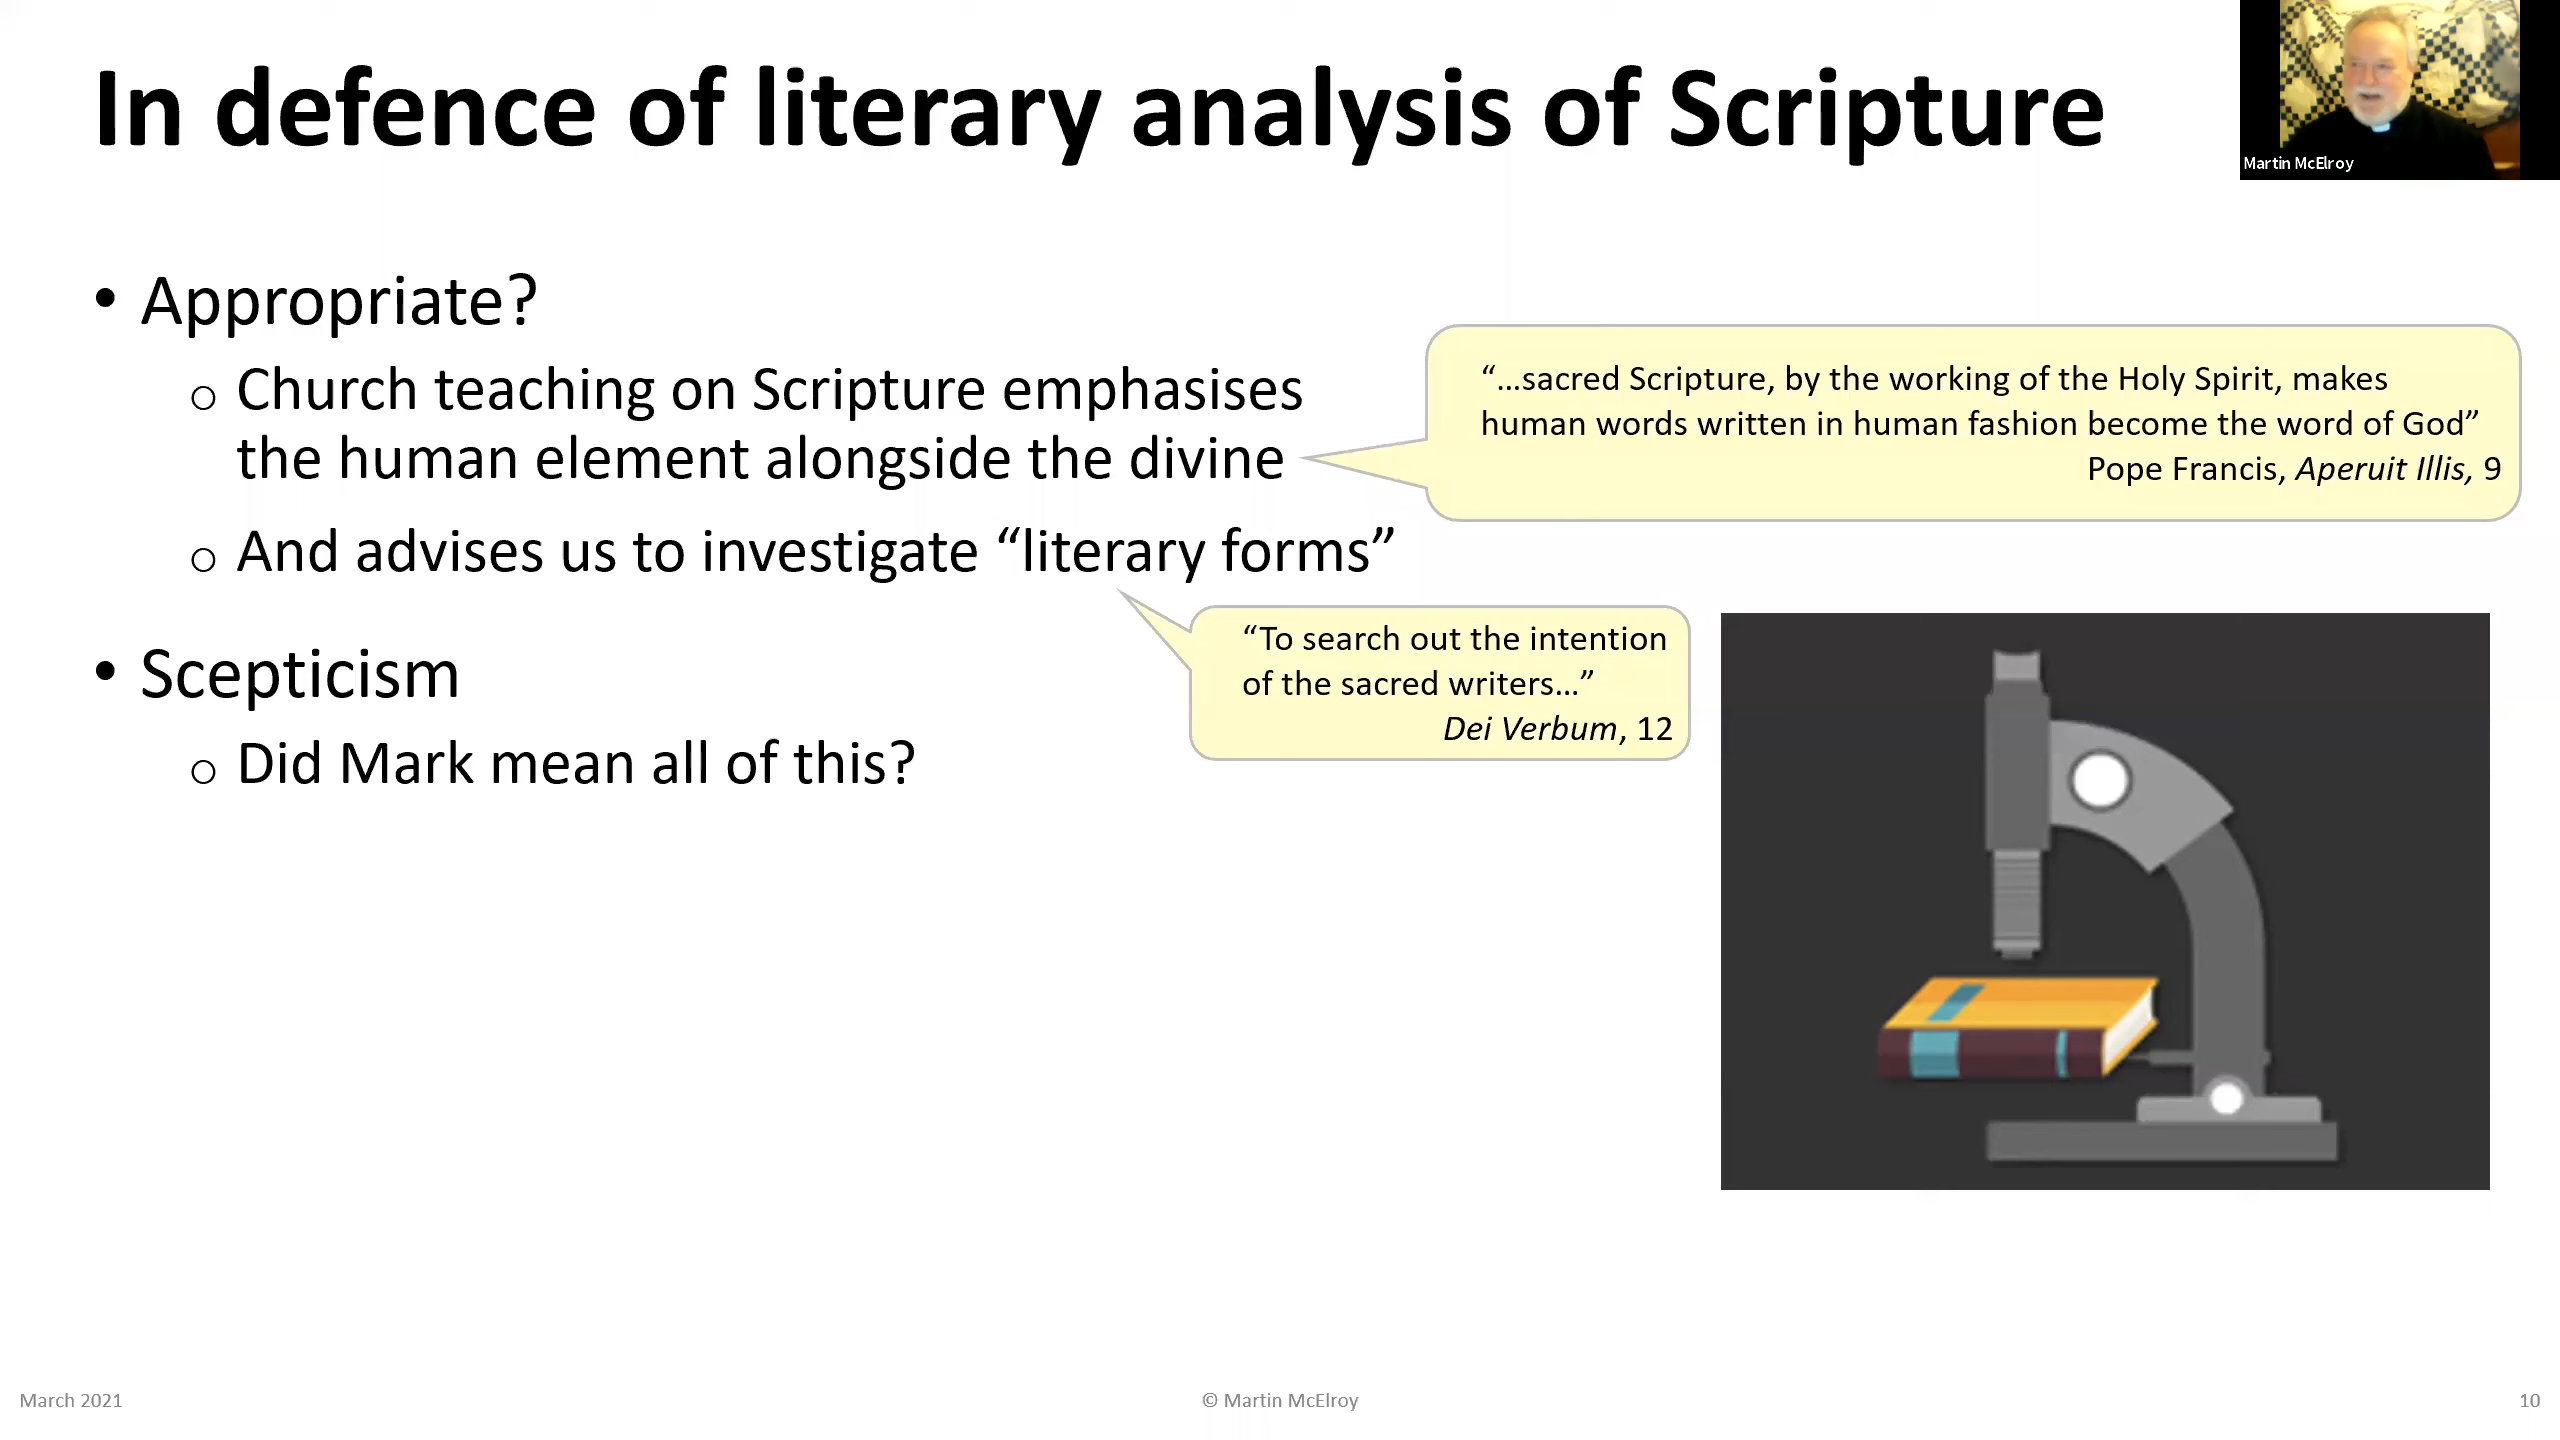 In defence of literary analysis of Scripture
Martin McElroy
• Appropriate?
o Church teaching on Scripture emphasises
the human element alongside the divine
“…sacred Scripture, by the working of the Holy Spirit, makes
human words written in human fashion become the word of God”
Pope Francis, Aperuit Illis, 9
o And advises us to investigate “literary forms”
“To search out the intention
of the sacred writers…”
Dei Verbum, 12
• Scepticism
o Did Mark mean all of this?
March 2021
© Martin McElroy
10